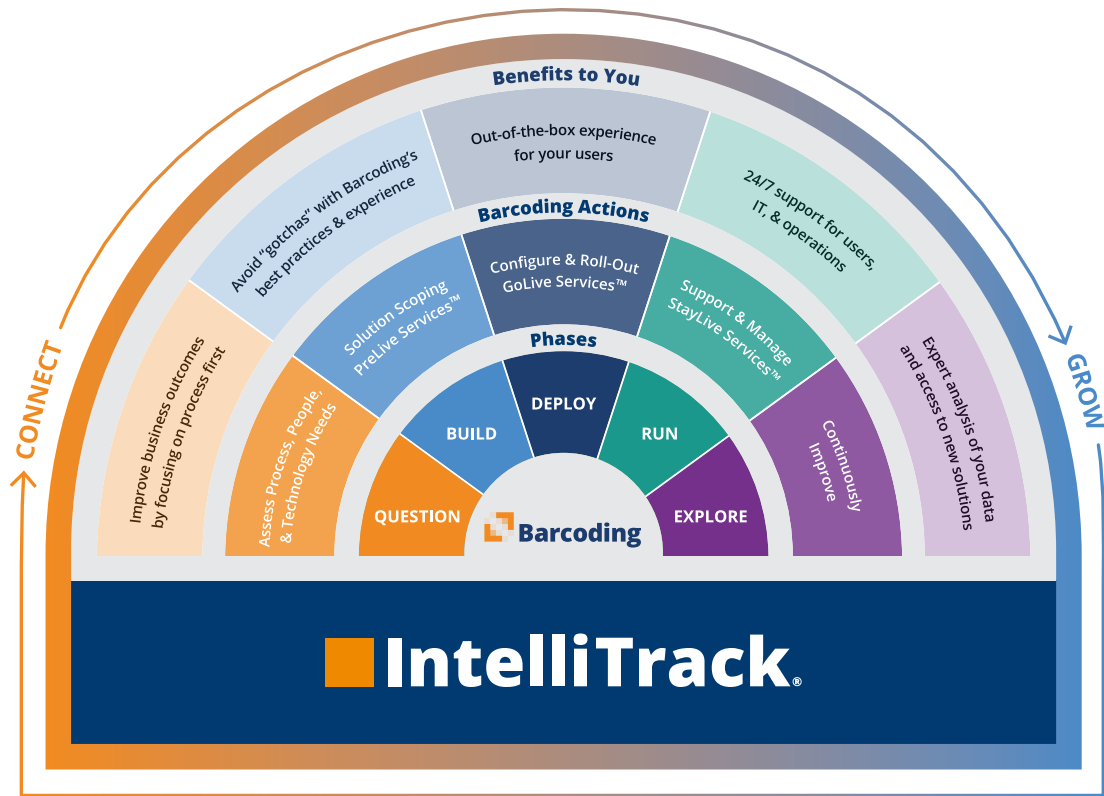 Benefits to You
Improve business outcomes
by focusing on process first
Avoid "gotchas" with Barcoding's
best practices & experience
Out-of-the-box experience
for your users
24/7 support for users,
IT, & operations
Expert analysis of your data
and access to new solutions
Barcoding Actions
Assess Process, People,
& Technology Needs
Solution Scoping
PreLive Services™
Configure & Roll-Out
GoLive Services™
Support & Manage
StayLive Services™
Continuously
Improve
Phases
QUESTION
BUILD
DEPLOY
RUN
EXPLORE
Barcoding
CONNECT
GROW
IntelliTrack®